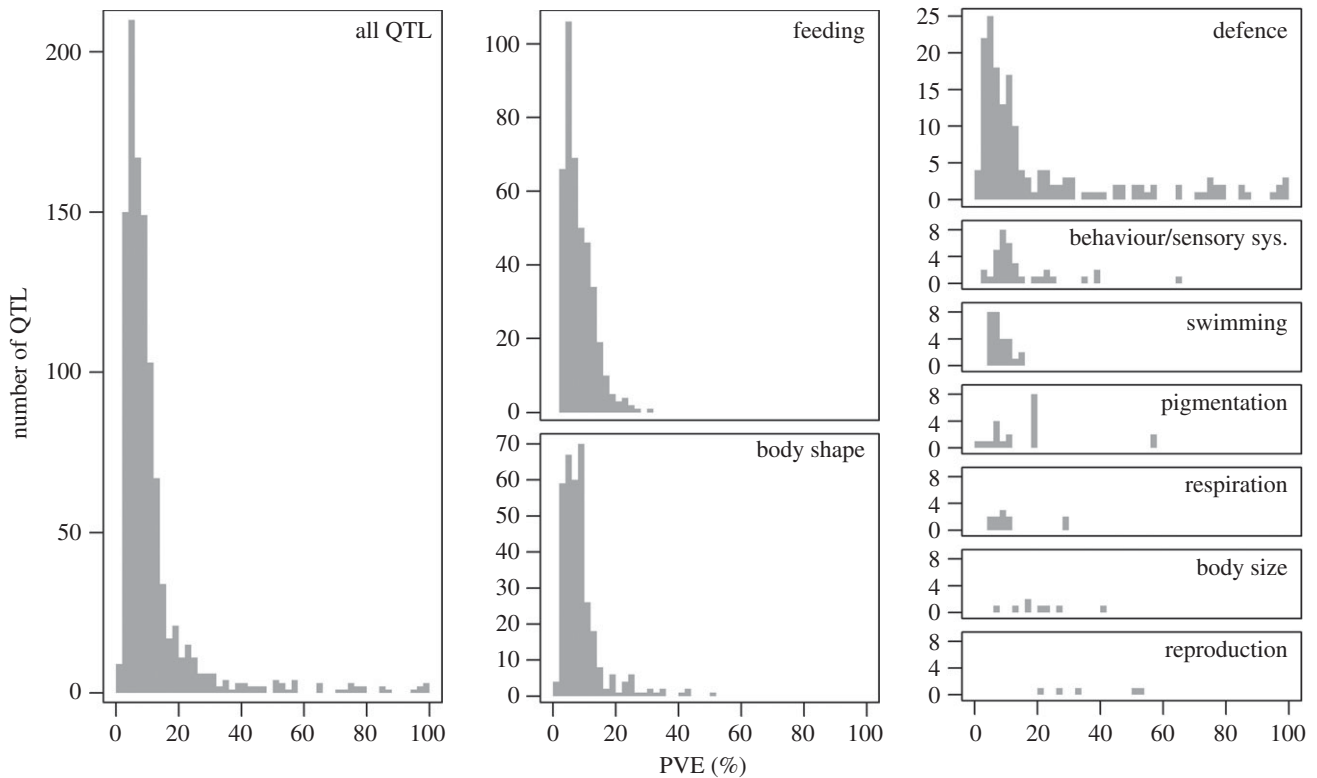 number of QTL
all QTL
200
150
100
50
0
0 20 40 60 80 100
feeding
100
80
60
40
20
0
body shape
70
60
50
40
30
20
10
0
0 20 40 60 80 100
PVE (%)
defence
25
20
15
10
5
0
behaviour/sensory sys.
8
4
0
swimming
8
4
0
pigmentation
8
4
0
respiration
8
4
0
body size
8
4
0
reproduction
8
4
0
0 20 40 60 80 100